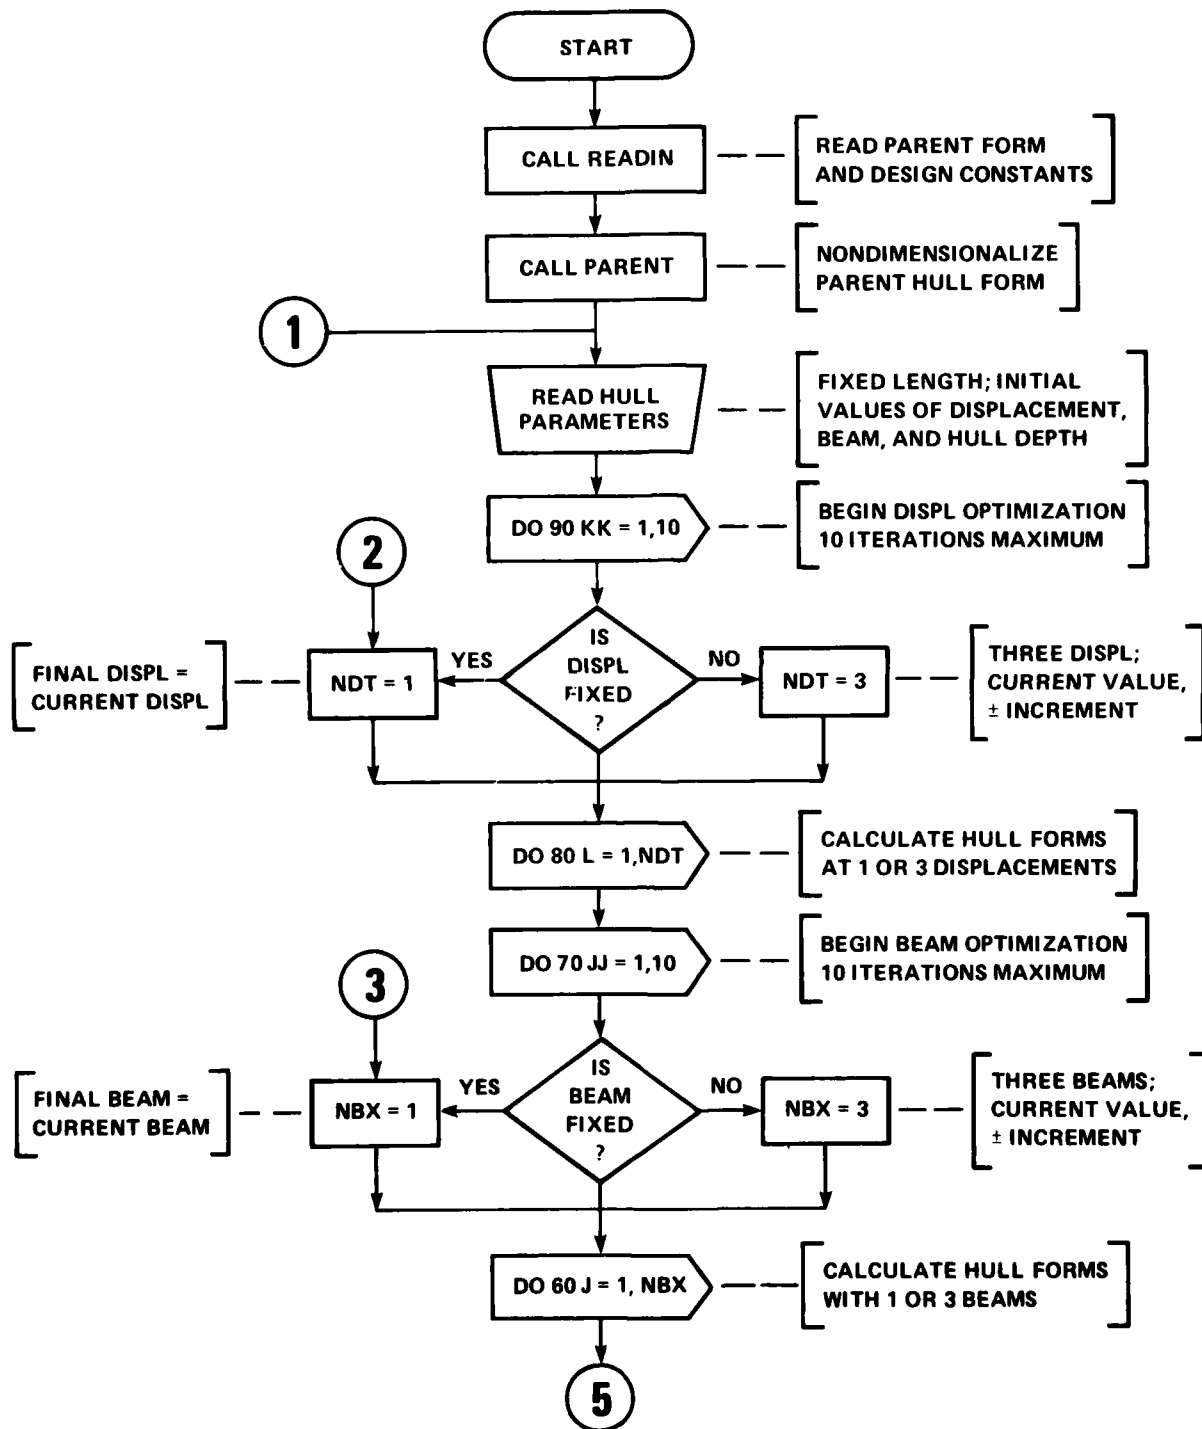 START
CALL READIN
READ PARENT FORM
AND DESIGN CONSTANTS
CALL PARENT
NONDIMENSIONALIZE
PARENT HULL FORM
1
READ HULL
PARAMETERS
FIXED LENGTH; INITIAL
VALUES OF DISPLACEMENT,
BEAM, AND HULL DEPTH
DO 90 KK = 1,10
BEGIN DISPL OPTIMIZATION
10 ITERATIONS MAXIMUM
2
FINAL DISPL =
CURRENT DISPL
NDT = 1
YES
IS
DISPL
FIXED
?
NO
NDT = 3
THREE DISPL;
CURRENT VALUE,
± INCREMENT
DO 80 L = 1,NDT
CALCULATE HULL FORMS
AT 1 OR 3 DISPLACEMENTS
DO 70 JJ = 1,10
BEGIN BEAM OPTIMIZATION
10 ITERATIONS MAXIMUM
3
FINAL BEAM =
CURRENT BEAM
NBX = 1
YES
IS
BEAM
FIXED
?
NO
NBX = 3
THREE BEAMS;
CURRENT VALUE,
± INCREMENT
DO 60 J = 1, NBX
CALCULATE HULL FORMS
WITH 1 OR 3 BEAMS
5